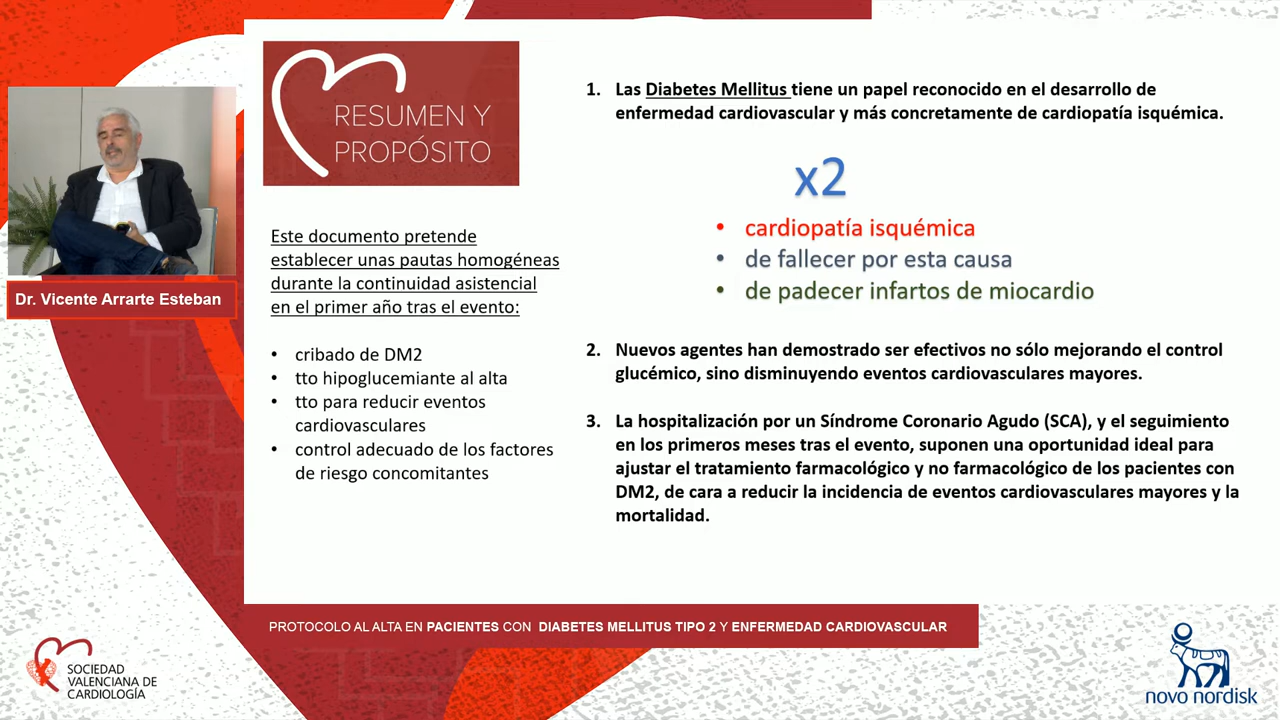 RESUMEN Y
PROPÓSITO
Dr. Vicente Arrarte Esteban
Este documento pretende
establecer unas pautas homogéneas
durante la continuidad asistencial
en el primer año tras el evento:
• cribado de DM2
• tto hipoglucemiante al alta
• tto para reducir eventos
cardiovasculares
• control adecuado de los factores
de riesgo concomitantes
1. Las Diabetes Mellitus tiene un papel reconocido en el desarrollo de
enfermedad cardiovascular y más concretamente de cardiopatía isquémica.
x2
• cardiopatía isquémica
• de fallecer por esta causa
• de padecer infartos de miocardio
2. Nuevos agentes han demostrado ser efectivos no sólo mejorando el control
glucémico, sino disminuyendo eventos cardiovasculares mayores.
3. La hospitalización por un Síndrome Coronario Agudo (SCA), y el seguimiento
en los primeros meses tras el evento, suponen una oportunidad ideal para
ajustar el tratamiento farmacológico y no farmacológico de los pacientes con
DM2, de cara a reducir la incidencia de eventos cardiovasculares mayores y la
mortalidad.
PROTOCOLO AL ALTA EN PACIENTES CON DIABETES MELLITUS TIPO 2 Y ENFERMEDAD CARDIOVASCULAR
SOCIEDAD
VALENCIANA DE
CARDIOLOGÍA
novo nordisk